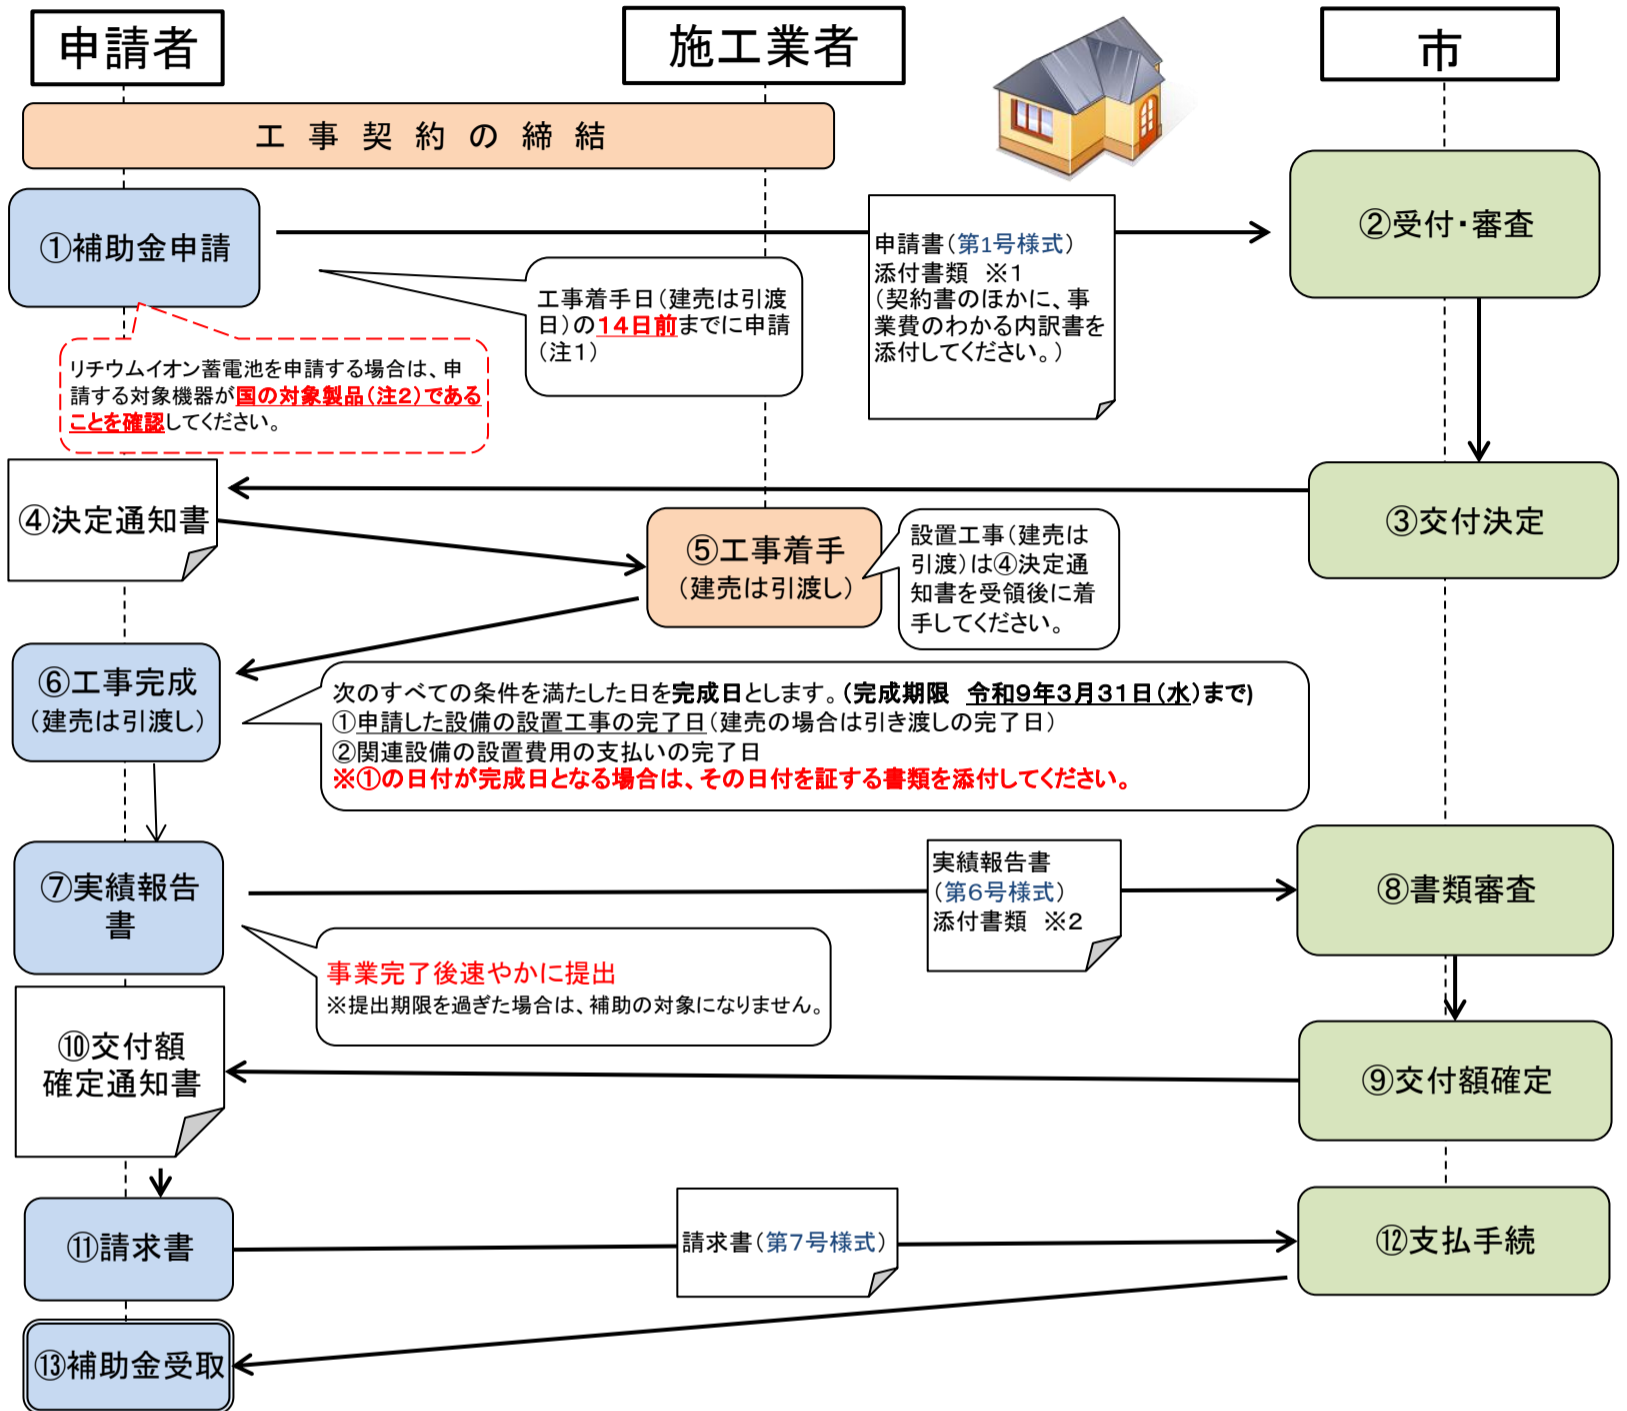 申請者
施工業者
市
工事契約の締結
①補助金申請
②受付・審査
申請書（第1号様式）
添付書類　※1
（契約書のほかに、事
業費のわかる内訳書を
添付してください。）
工事着手日（建売は引渡
日）の14日前までに申請
（注１）
リチウムイオン蓄電池を申請する場合は、申
請する対象機器が国の対象製品（注２）である
ことを確認してください。
③交付決定
④決定通知書
⑤工事着手
（建売は引渡し）
設置工事（建売は
引渡）は④決定通
知書を受領後に着
手してください。
⑥工事完成
（建売は引渡し）
次のすべての条件を満たした日を完成日とします。（完成期限　令和９年３月３１日（水）まで)
①申請した設備の設置工事の完了日（建売の場合は引き渡しの完了日）
②関連設備の設置費用の支払いの完了日
※①の日付が完成日となる場合は、その日付を証する書類を添付してください。
⑦実績報告
書
実績報告書
（第６号様式）
添付書類　※２
⑧書類審査
事業完了後速やかに提出
※提出期限を過ぎた場合は、補助の対象になりません。
⑨交付額確定
⑩交付額
確定通知書
⑪請求書
請求書（第７号様式）
⑫支払手続
⑬補助金受取